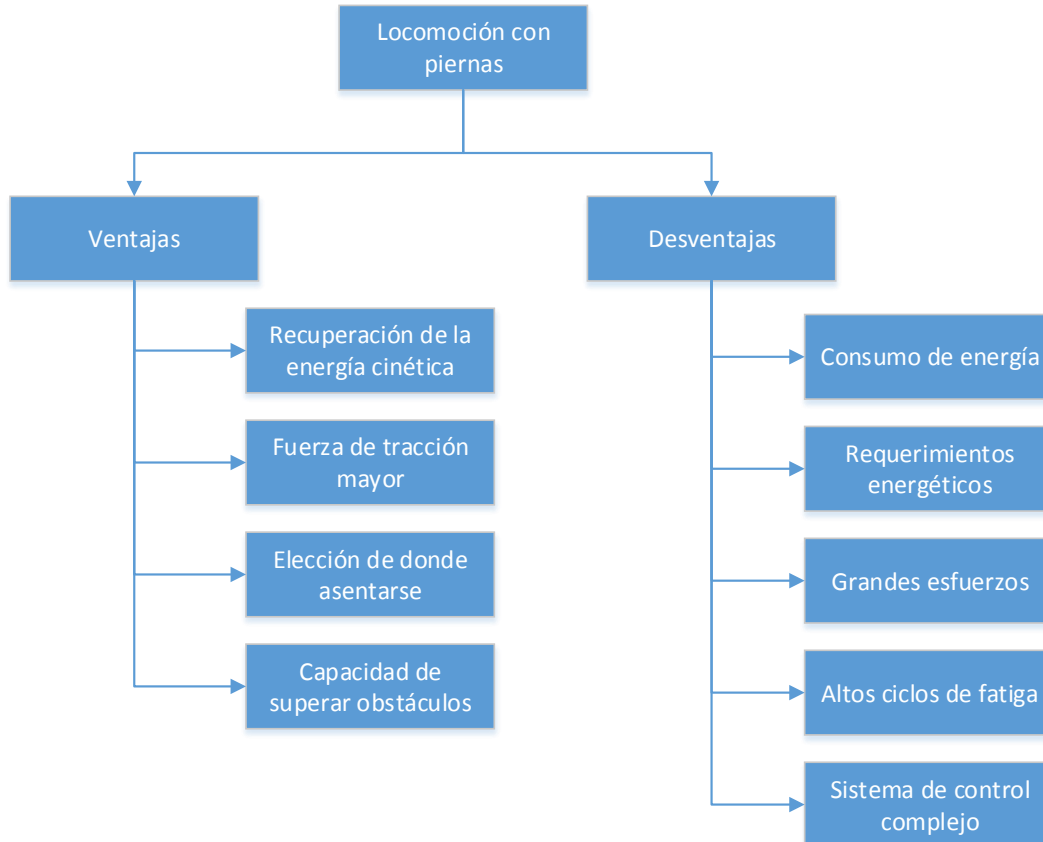 Locomoción con
piernas
Ventajas
Desventajas
Recuperación de la
energía cinética
Fuerza de tracción
mayor
Elección de donde
asentarse
Capacidad de
superar obstáculos
Consumo de energía
Requerimientos
energéticos
Grandes esfuerzos
Altos ciclos de fatiga
Sistema de control
complejo